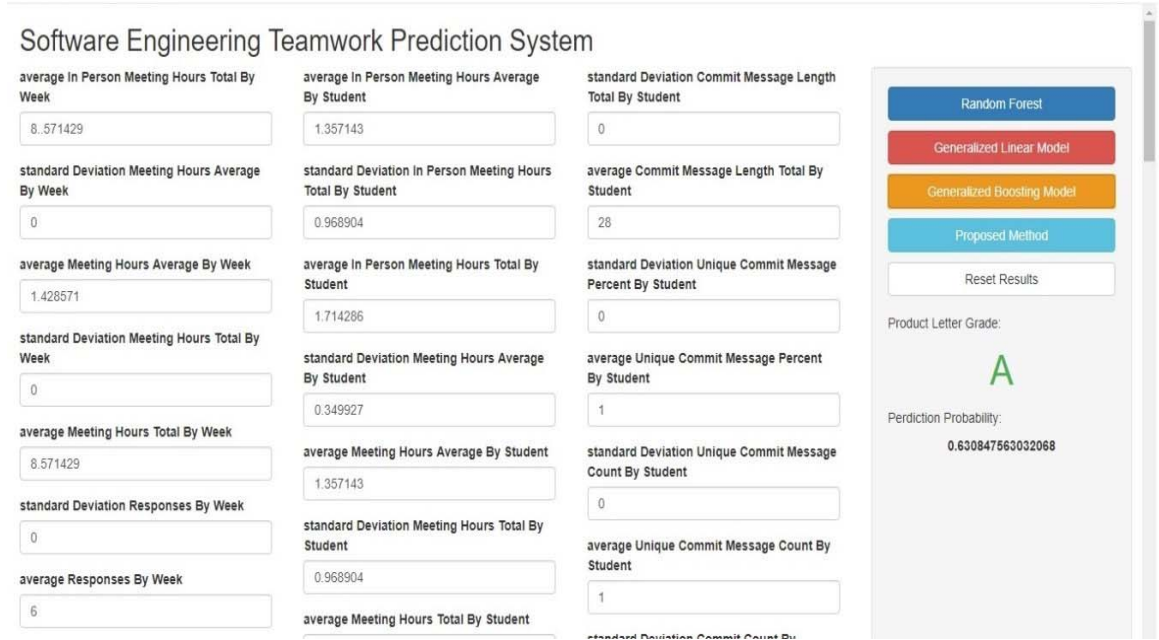 Software Engineering Teamwork Prediction System
average In Person Meeting Hours Total By
Week
8..571429
standard Deviation Meeting Hours Average
By Week
0
average Meeting Hours Average By Week
1.428571
standard Deviation Meeting Hours Total By
Week
0
average Meeting Hours Total By Week
8.571429
standard Deviation Responses By Week
0
average Responses By Week
6
average In Person Meeting Hours Average
By Student
1.357143
standard Deviation In Person Meeting Hours
Total By Student
0.968904
average In Person Meeting Hours Total By
Student
1.714286
standard Deviation Meeting Hours Average
By Student
0.349927
average Meeting Hours Average By Student
1.357143
standard Deviation Meeting Hours Total By
Student
0.968904
average Meeting Hours Total By Student
standard Deviation Commit Message Length
Total By Student
0
average Commit Message Length Total By
Student
28
standard Deviation Unique Commit Message
Percent By Student
0
average Unique Commit Message Percent
By Student
1
standard Deviation Unique Commit Message
Count By Student
0
average Unique Commit Message Count By
Student
1
standard Deviation Commit Count By
Random Forest
Generalized Linear Model
Generalized Boosting Model
Proposed Method
Reset Results
Product Letter Grade:
A
Perdiction Probability:
0.630847563032068